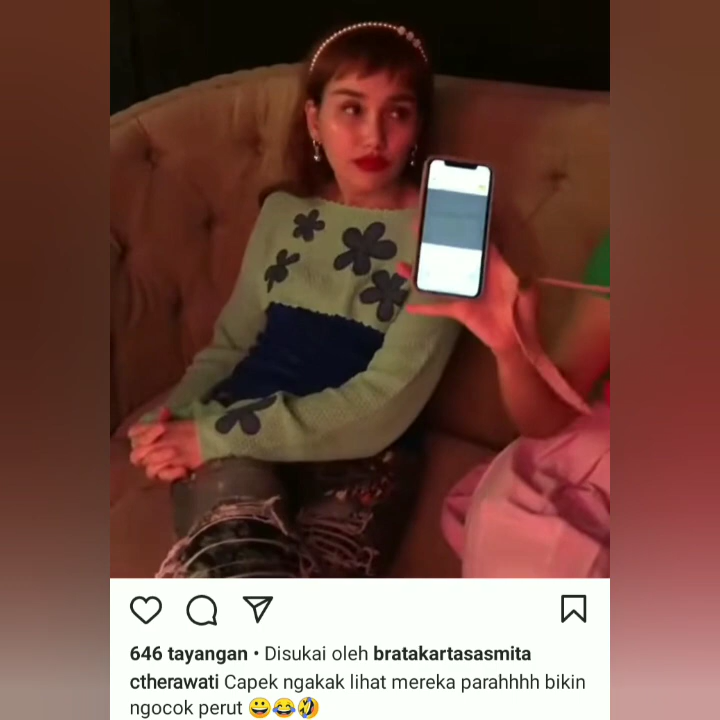 646 tayangan • Disukai oleh bratakartasasmita
ctherawati Capek ngakak lihat mereka parahhhh bikin
ngocok perut 😀😂🤣